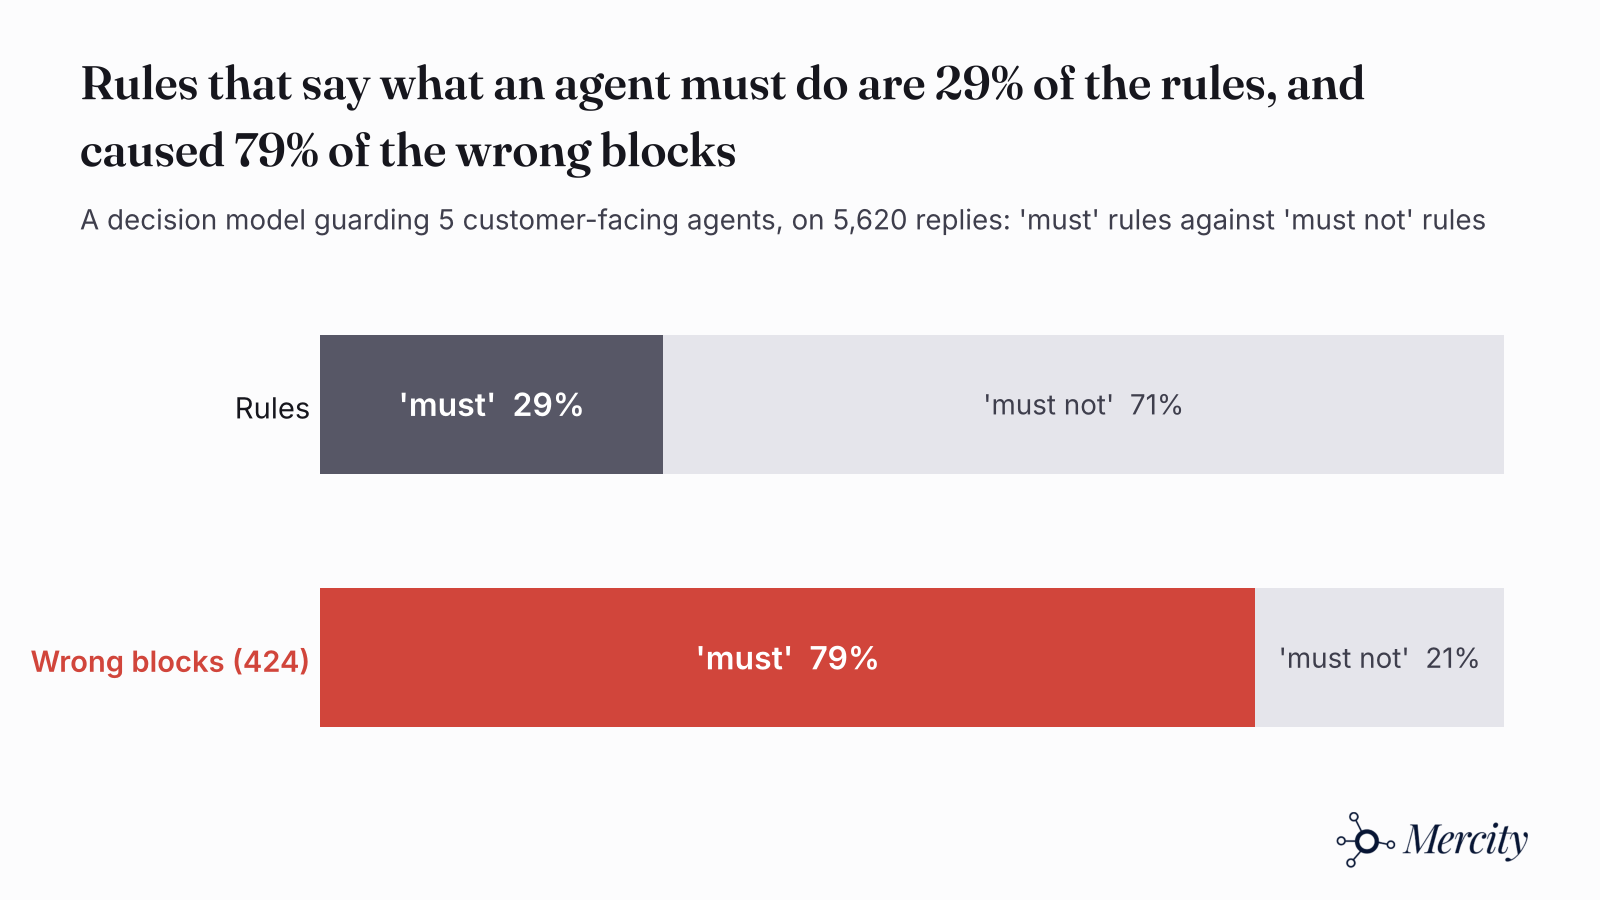 Rules that say what an agent must do are 29% of the rules, and
caused 79% of the wrong blocks
A decision model guarding 5 customer-facing agents, on 5,620 replies: 'must' rules against 'must not' rules
Rules
'must' 29%
'must not' 71%
Wrong blocks (424)
'must' 79%
'must not' 21%
Mercity